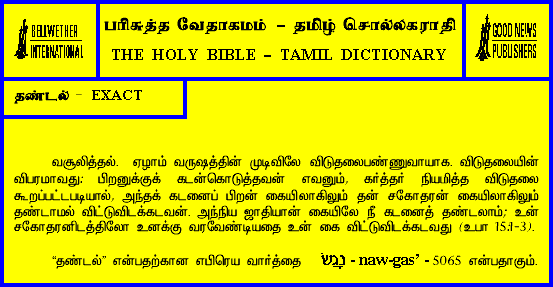 BELLWETHER
INTERNATIONAL
பரிசுத்த வேதாகமம் – தமிழ் சொல்லகராதி
THE HOLY BIBLE – TAMIL DICTIONARY
GOOD NEWS
PUBLISHERS
தண்டல் - EXACT
வசூலித்தல். ஏழாம் வருஷத்தின் முடிவிலே விடுதலைபண்ணுவாயாக. விடுதலையின்
விபரமாவது: பிறனுக்குக் கடன்கொடுத்தவன் எவனும், கர்த்தர் நியமித்த விடுதலை
கூறப்பட்டபடியால், அந்தக் கடனைப் பிறன் கையிலாகிலும் தன் சகோதரன் கையிலாகிலும்
தண்டாமல் விட்டுவிடக்கடவன். அந்நிய ஜாதியான் கையிலே நீ கடனைத் தண்டலாம்; உன்
சகோதரனிடத்திலோ உனக்கு வரவேண்டியதை உன் கை விட்டுவிடக்கடவது (உபா 15:1-3).
“தண்டல்” என்பதற்கான எபிரெய வார்த்தை נָגַשׂ - naw-gas’ - 5065 என்பதாகும்.